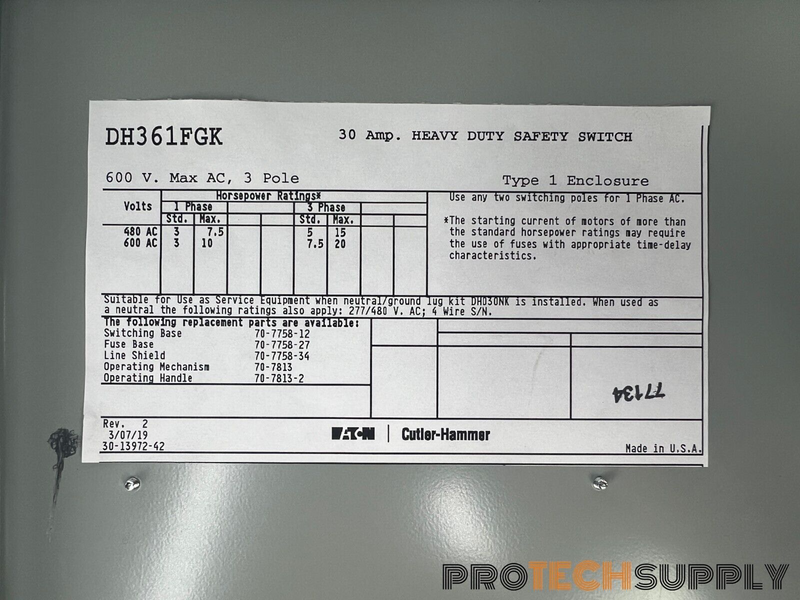 DH361FGK
30 Amp. HEAVY DUTY SAFETY SWITCH
600 V. Max AC, 3 Pole
Type 1 Enclosure
Volts
Horsepower Ratings*
1 Phase 3 Phase
Std. Max. Std. Max.
480 AC 3 7.5 5 15
600 AC 3 10 7.5 20
Use any two switching poles for 1 Phase AC.
*The starting current of motors of more than
the standard horsepower ratings may require
the use of fuses with appropriate time-delay
characteristics.
Suitable for Use as Service Equipment when neutral/ground lug kit DH030NK is installed. When used as
a neutral the following ratings also apply: 277/480 V. AC; 4 Wire S/N.
The following replacement parts are available:
Switching Base 70-7758-12
Fuse Base 70-7758-27
Line Shield 70-7758-34
Operating Mechanism 70-7813
Operating Handle 70-7813-2
77134
Rev. 2
3/07/19
30-13972-42
EATON | Cutler-Hammer
Made in U.S.A.
PROTECHSUPPLY